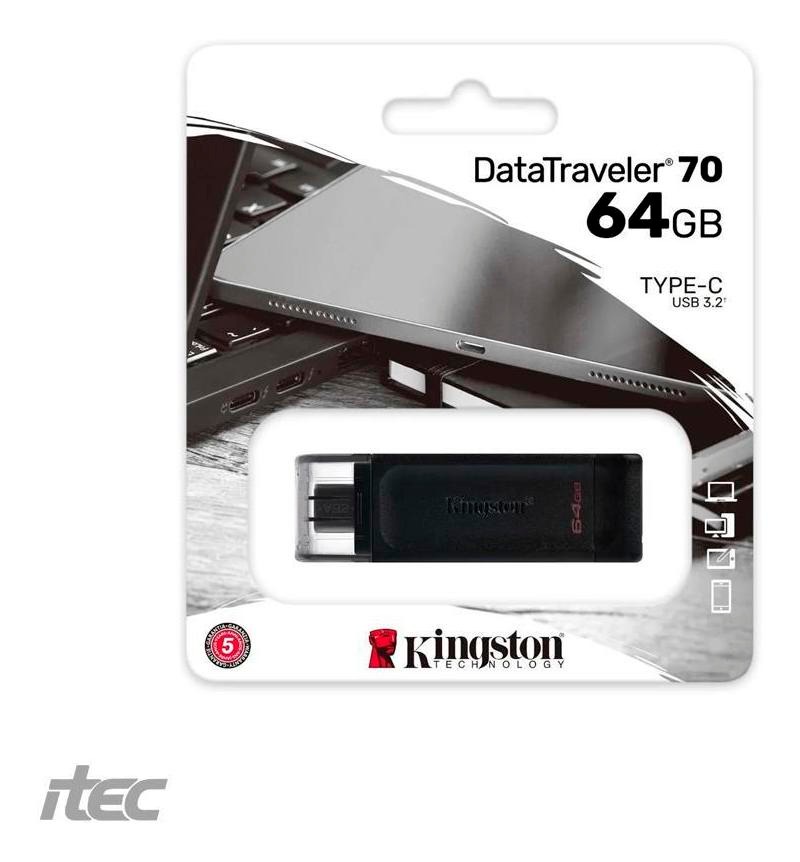 DataTraveler® 70
64GB
TYPE-C
USB 3.2†
Kingston
64GB
5
Kingston®
TECHNOLOGY
itec